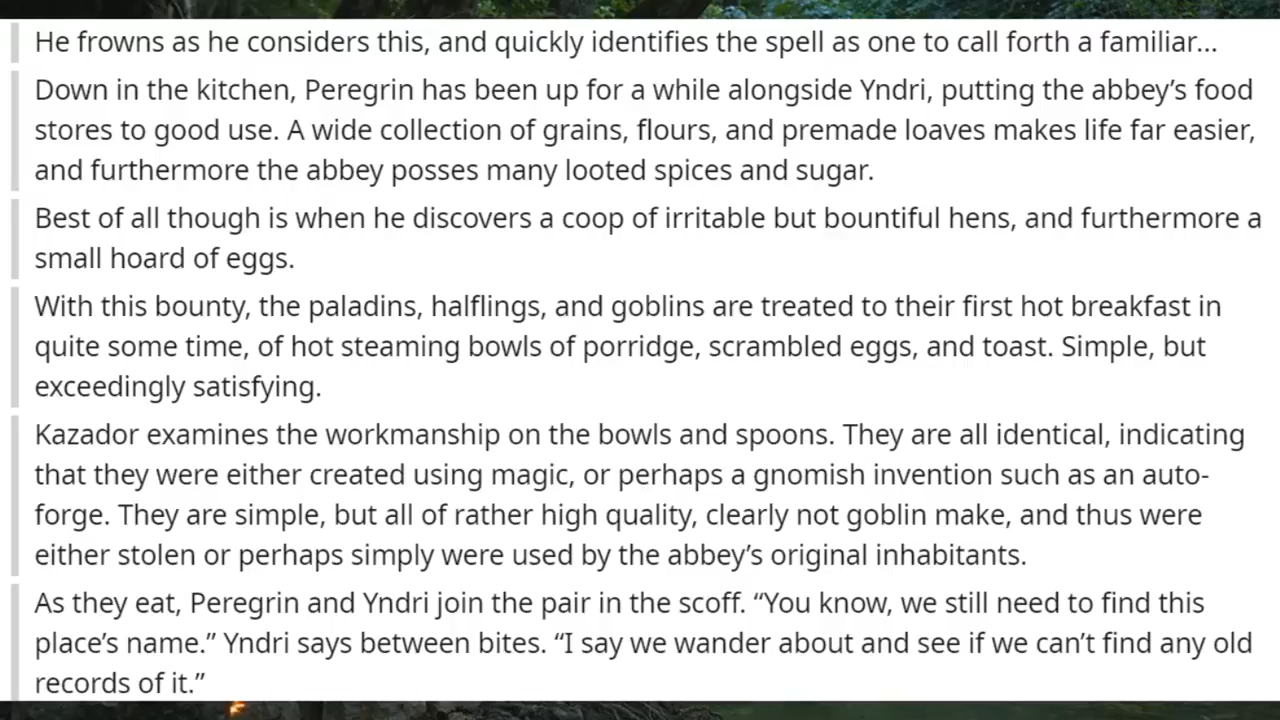 He frowns as he considers this, and quickly identifies the spell as one to call forth a familiar...
Down in the kitchen, Peregrin has been up for a while alongside Yndri, putting the abbey’s food
stores to good use. A wide collection of grains, flours, and premade loaves makes life far easier,
and furthermore the abbey posses many looted spices and sugar.
Best of all though is when he discovers a coop of irritable but bountiful hens, and furthermore a
small hoard of eggs.
With this bounty, the paladins, halflings, and goblins are treated to their first hot breakfast in
quite some time, of hot steaming bowls of porridge, scrambled eggs, and toast. Simple, but
exceedingly satisfying.
Kazador examines the workmanship on the bowls and spoons. They are all identical, indicating
that they were either created using magic, or perhaps a gnomish invention such as an auto-
forge. They are simple, but all of rather high quality, clearly not goblin make, and thus were
either stolen or perhaps simply were used by the abbey’s original inhabitants.
As they eat, Peregrin and Yndri join the pair in the scoff. “You know, we still need to find this
place’s name.” Yndri says between bites. “I say we wander about and see if we can’t find any old
records of it.”